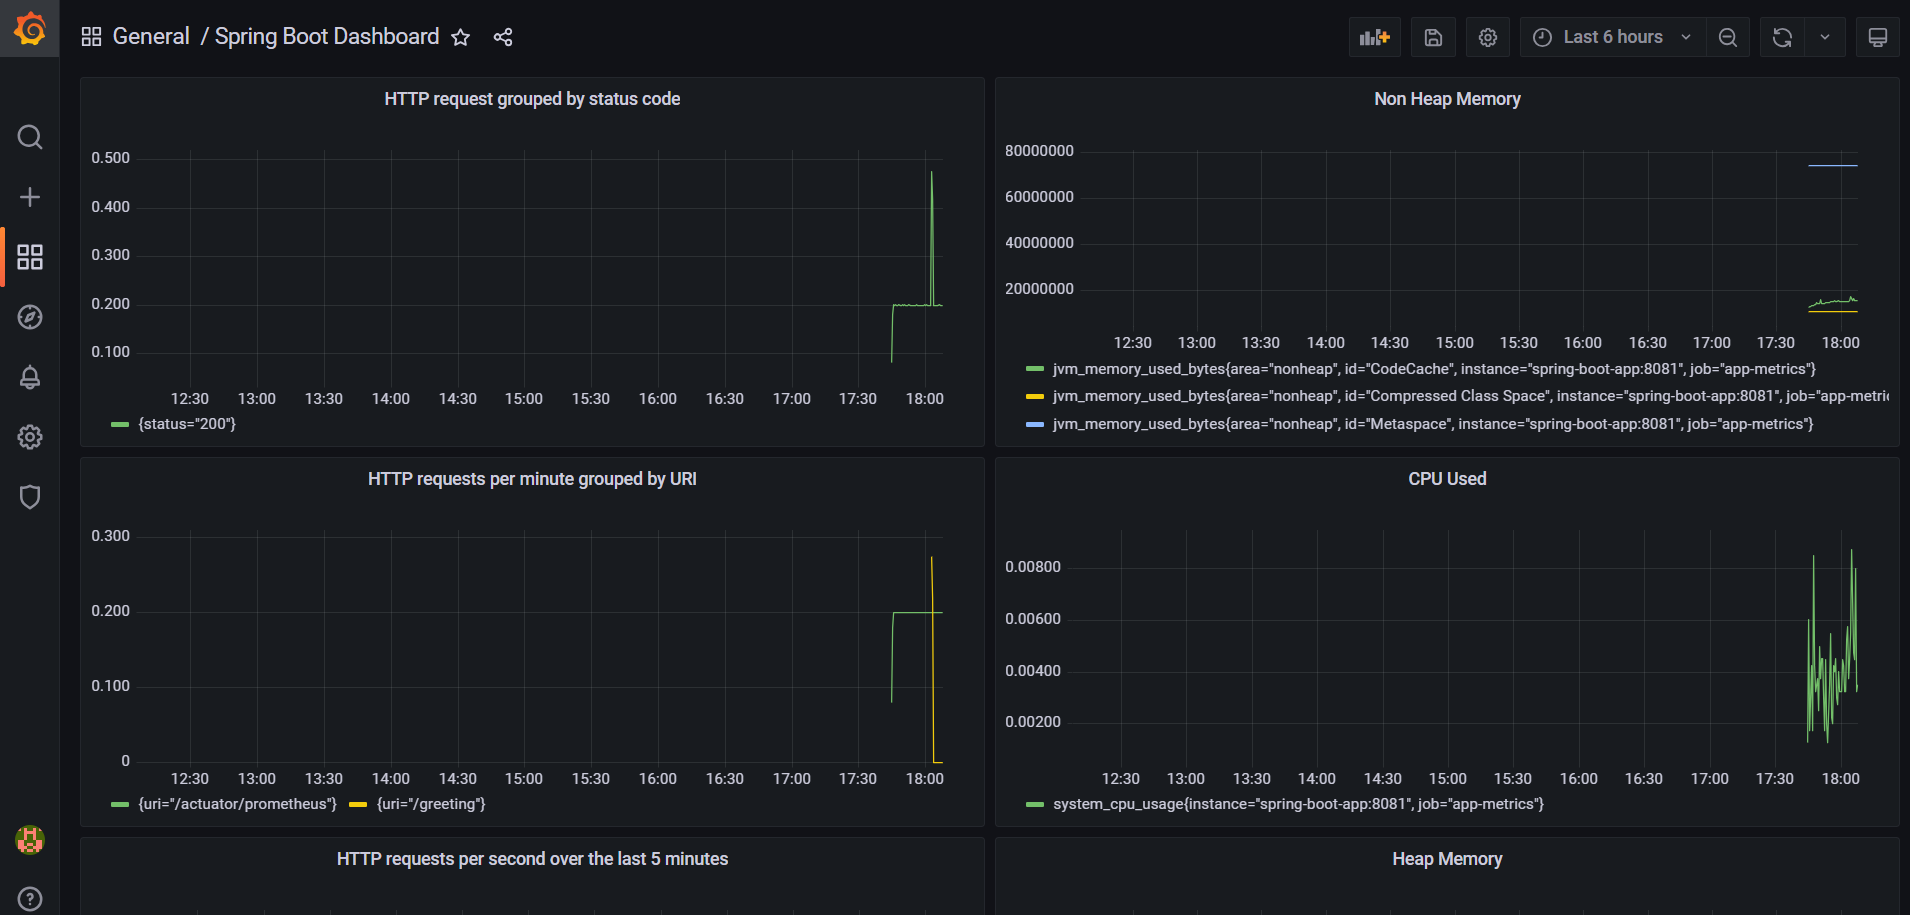 General / Spring Boot Dashboard
Last 6 hours
HTTP request grouped by status code
0.500
0.400
0.300
0.200
0.100
12:30 13:00 13:30 14:00 14:30 15:00 15:30 16:00 16:30 17:00 17:30 18:00
{status="200"}
Non Heap Memory
80000000
60000000
40000000
20000000
12:30 13:00 13:30 14:00 14:30 15:00 15:30 16:00 16:30 17:00 17:30 18:00
jvm_memory_used_bytes{area="nonheap", id="CodeCache", instance="spring-boot-app:8081", job="app-metrics"}
jvm_memory_used_bytes{area="nonheap", id="Compressed Class Space", instance="spring-boot-app:8081", job="app-metri
jvm_memory_used_bytes{area="nonheap", id="Metaspace", instance="spring-boot-app:8081", job="app-metrics"}
HTTP requests per minute grouped by URI
0.300
0.200
0.100
0
12:30 13:00 13:30 14:00 14:30 15:00 15:30 16:00 16:30 17:00 17:30 18:00
{uri="/actuator/prometheus"} {uri="/greeting"}
CPU Used
0.00800
0.00600
0.00400
0.00200
12:30 13:00 13:30 14:00 14:30 15:00 15:30 16:00 16:30 17:00 17:30 18:00
system_cpu_usage{instance="spring-boot-app:8081", job="app-metrics"}
HTTP requests per second over the last 5 minutes
Heap Memory